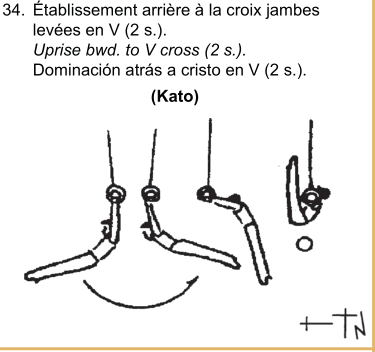 34. Établissement arrière à la croix jambes
levées en V (2 s.).
Uprise bwd. to V cross (2 s.).
Dominación atrás a cristo en V (2 s.).
(Kato)